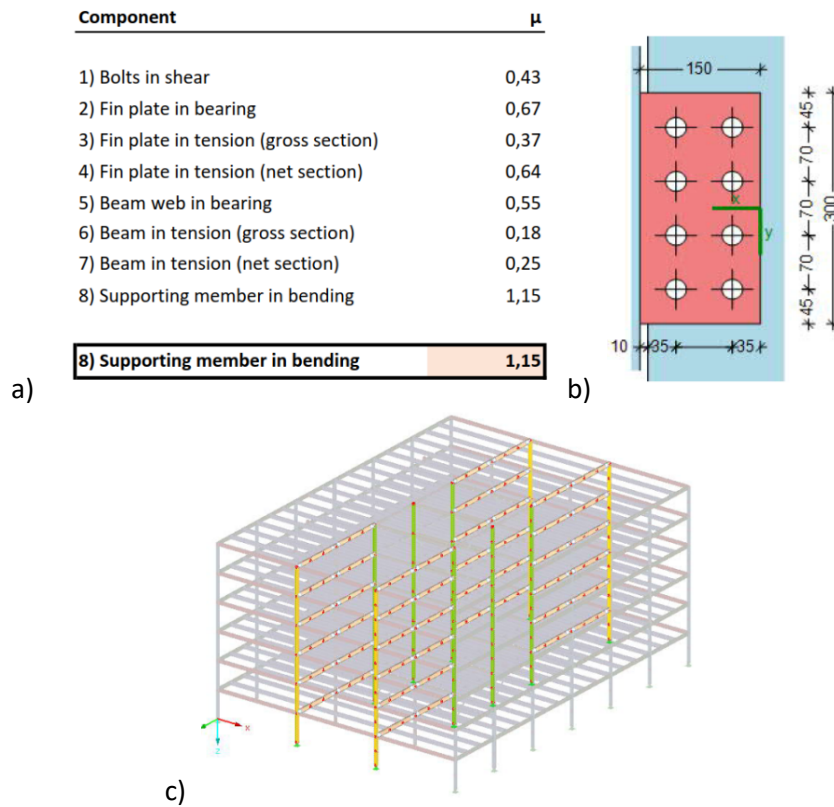 Component μ
1) Bolts in shear 0,43
2) Fin plate in bearing 0,67
3) Fin plate in tension (gross section) 0,37
4) Fin plate in tension (net section) 0,64
5) Beam web in bearing 0,55
6) Beam in tension (gross section) 0,18
7) Beam in tension (net section) 0,25
8) Supporting member in bending 1,15
8) Supporting member in bending 1,15
a)
150
45
70
70
70
45
300
x
y
10 35 35
b)
x
z
c)